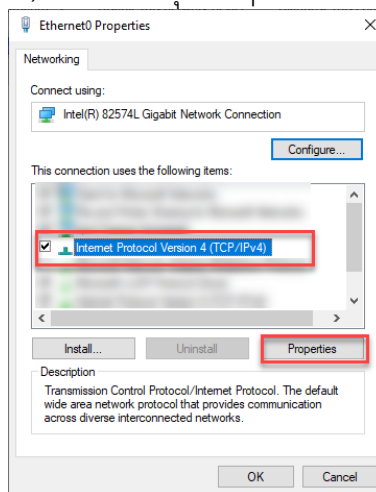 Ethernet0 Properties
Networking
Connect using:
Intel(R) 82574L Gigabit Network Connection
Configure...
This connection uses the following items:
Internet Protocol Version 4 (TCP/IPv4)
Install...
Uninstall
Properties
Description
Transmission Control Protocol/Internet Protocol. The default
wide area network protocol that provides communication
across diverse interconnected networks.
OK
Cancel